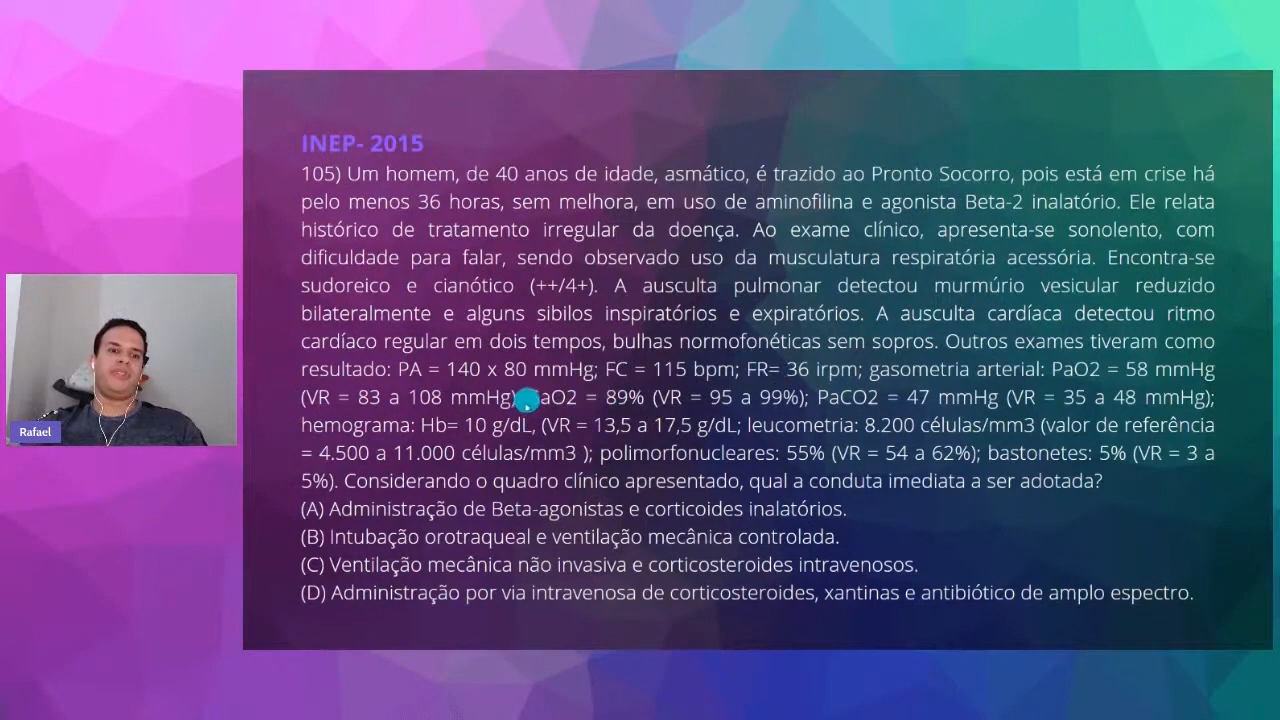 INEP- 2015
105) Um homem, de 40 anos de idade, asmático, é trazido ao Pronto Socorro, pois está em crise há
pelo menos 36 horas, sem melhora, em uso de aminofilina e agonista Beta-2 inalatório. Ele relata
histórico de tratamento irregular da doença. Ao exame clínico, apresenta-se sonolento, com
dificuldade para falar, sendo observado uso da musculatura respiratória acessória. Encontra-se
sudoreico e cianótico (++/4+). A ausculta pulmonar detectou murmúrio vesicular reduzido
bilateralmente e alguns sibilos inspiratórios e expiratórios. A ausculta cardíaca detectou ritmo
cardíaco regular em dois tempos, bulhas normofonéticas sem sopros. Outros exames tiveram como
resultado: PA = 140 x 80 mmHg; FC = 115 bpm; FR= 36 irpm; gasometria arterial: PaO2 = 58 mmHg
(VR = 83 a 108 mmHg) aO2 = 89% (VR = 95 a 99%); PaCO2 = 47 mmHg (VR = 35 a 48 mmHg);
hemograma: Hb= 10 g/dL, (VR = 13,5 a 17,5 g/dL; leucometria: 8.200 células/mm3 (valor de referência
= 4.500 a 11.000 células/mm3 ); polimorfonucleares: 55% (VR = 54 a 62%); bastonetes: 5% (VR = 3 a
5%). Considerando o quadro clínico apresentado, qual a conduta imediata a ser adotada?
(A) Administração de Beta-agonistas e corticoides inalatórios.
(B) Intubação orotraqueal e ventilação mecânica controlada.
(C) Ventilação mecânica não invasiva e corticosteroides intravenosos.
(D) Administração por via intravenosa de corticosteroides, xantinas e antibiótico de amplo espectro.
Rafael